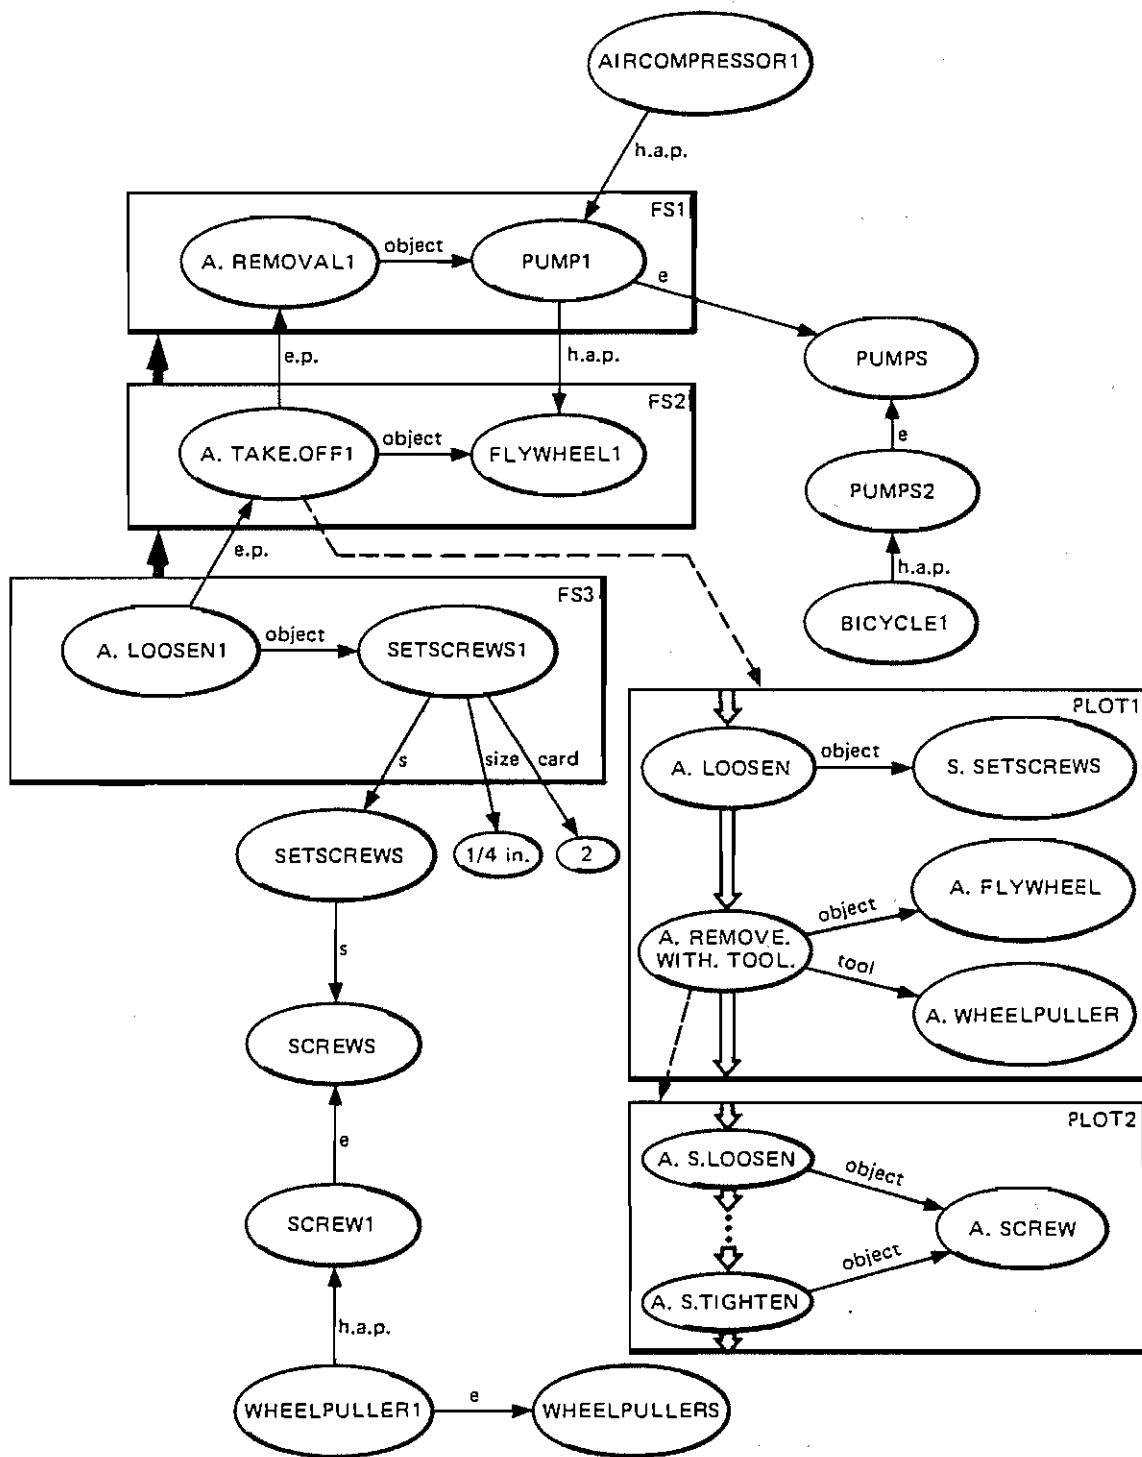 AIRCOMPRESSOR1
h.a.p.
FS1
A. REMOVAL1
object
PUMP1
e
e.p.
h.a.p.
PUMPS
FS2
A. TAKE.OFF1
object
FLYWHEEL1
e
PUMPS2
e.p.
h.a.p.
FS3
A. LOOSEN1
object
SETSCREWS1
BICYCLE1
s
size
card
SETSCREWS
1/4 in.
2
s
SCREWS
e
SCREW1
h.a.p.
WHEELPULLER1
e
WHEELPULLERS
PLOT1
A. LOOSEN
object
S. SETSCREWS
A. REMOVE.
WITH. TOOL.
object
A. FLYWHEEL
tool
A. WHEELPULLER
PLOT2
A. S.LOOSEN
object
A. SCREW
object
A. S.TIGHTEN